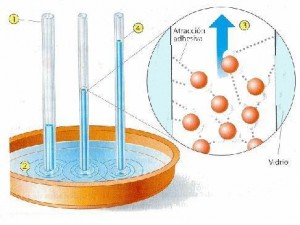 ①
④
Atracción
adhesiva
③
②
Vidrio